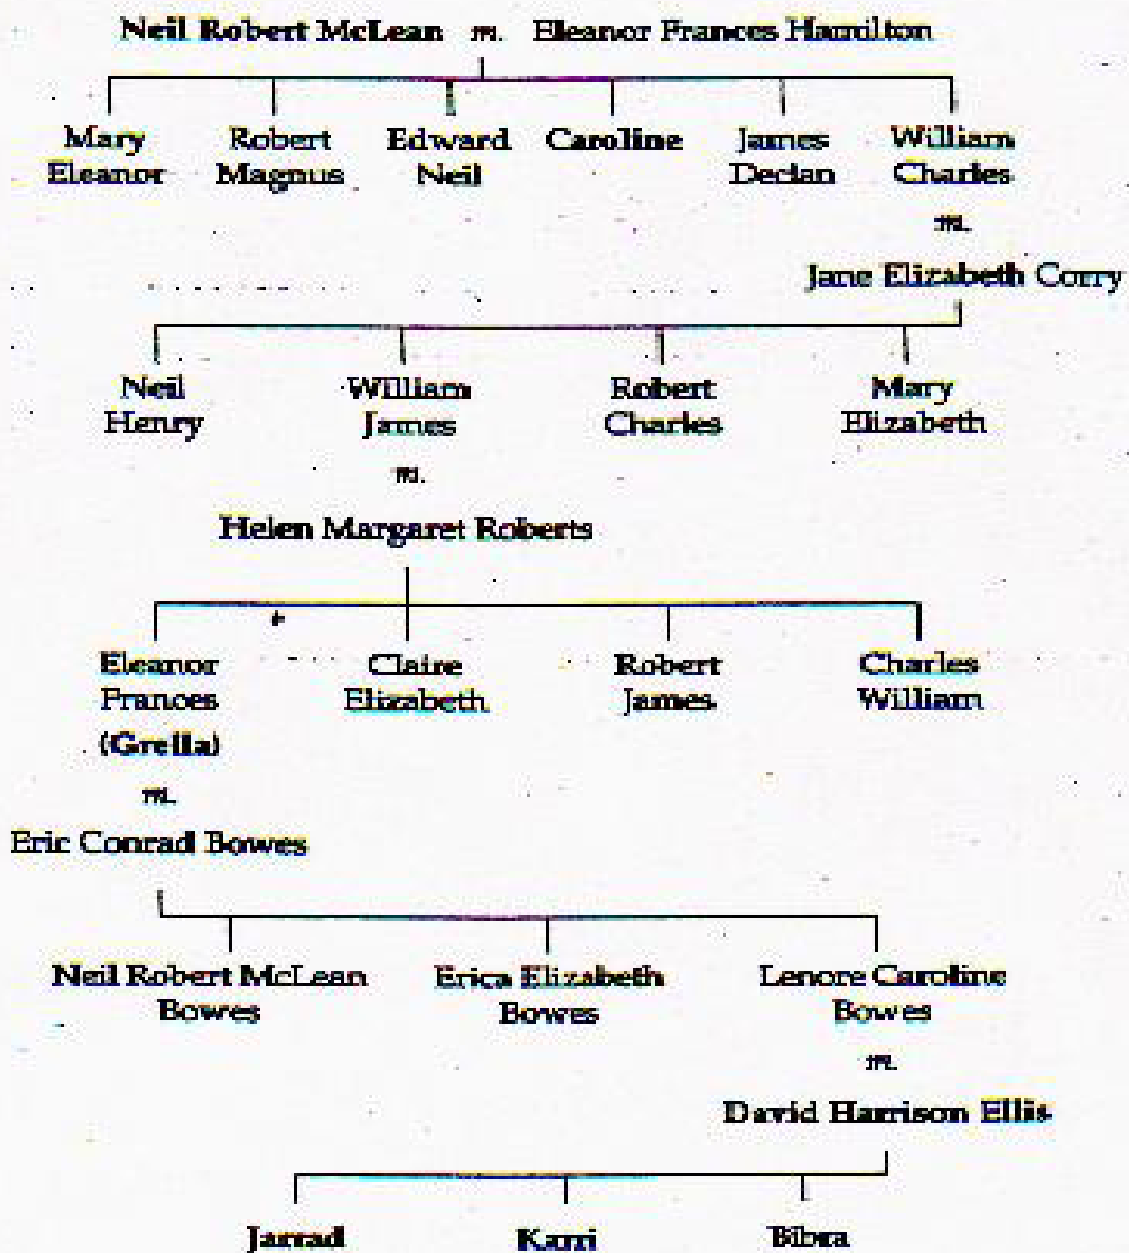 Neil Robert McLean m. Eleanor Frances Hamilton
Mary Eleanor
Robert Magnus
Edward Neil
Caroline
James Declan
William Charles
m.
Jane Elizabeth Corry
Neil Henry
William James
Robert Charles
Mary Elizabeth
m.
Helen Margaret Roberts
Eleanor Frances
(Grella)
Claire Elizabeth
Robert James
Charles William
m.
Eric Conrad Bowes
Neil Robert McLean Bowes
Erica Elizabeth Bowes
Lenore Caroline Bowes
m.
David Harrison Ellis
Jarrad Karri Bibra